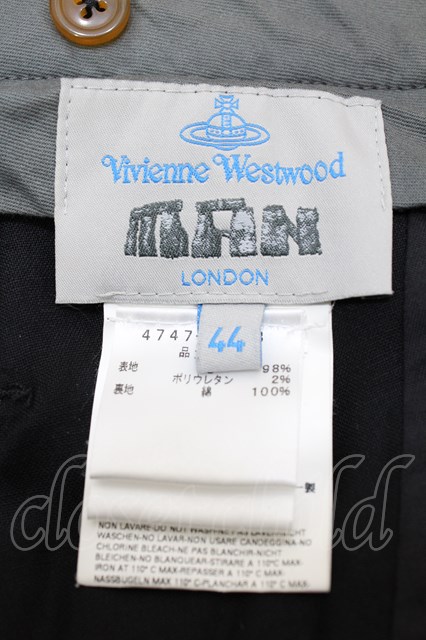 Vivienne Westwood
MAN
LONDON
44
4747
品
表地 98%
ポリウレタン 2%
裏地 綿 100%
製
NON LAVARE-DO NOT WASH-NE PAS LAVER-NICHT
WASCHEN-NO LAVAR-NON USARE CANDEGGINA-NO
CHLORINE BLEACH-NE PAS BLANCHIR-NICHT
BLEICHEN-NO BLANQUEAR-STIRARE A 110°C MAX-
IRON AT 110° C MAX-REPASSER A 110° C MAX-
NASSBUGELN MAX 110° C-PLANCHAR MAX 110° C